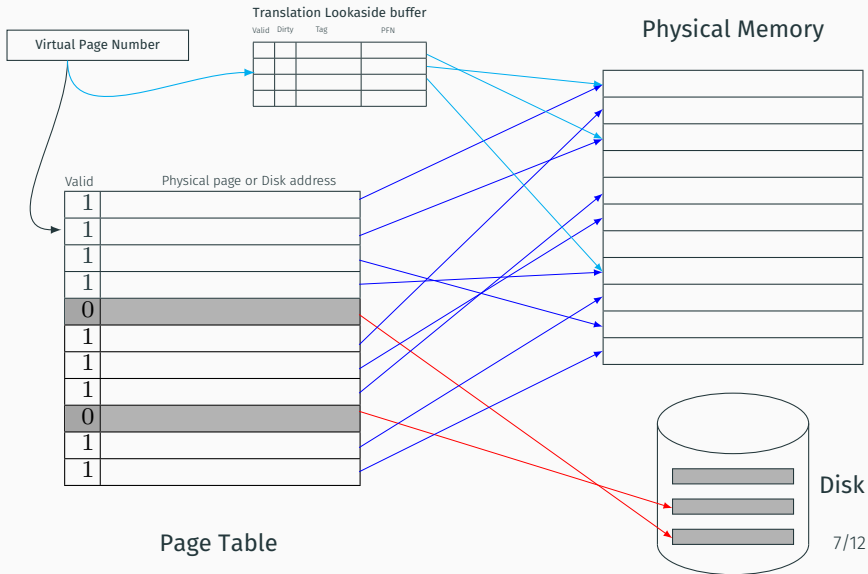 Translation Lookaside buffer
Valid Dirty Tag PFN
Virtual Page Number
Physical Memory
Valid Physical page or Disk address
1
1
1
1
0
1
1
1
0
1
1
Page Table
Disk
7/12